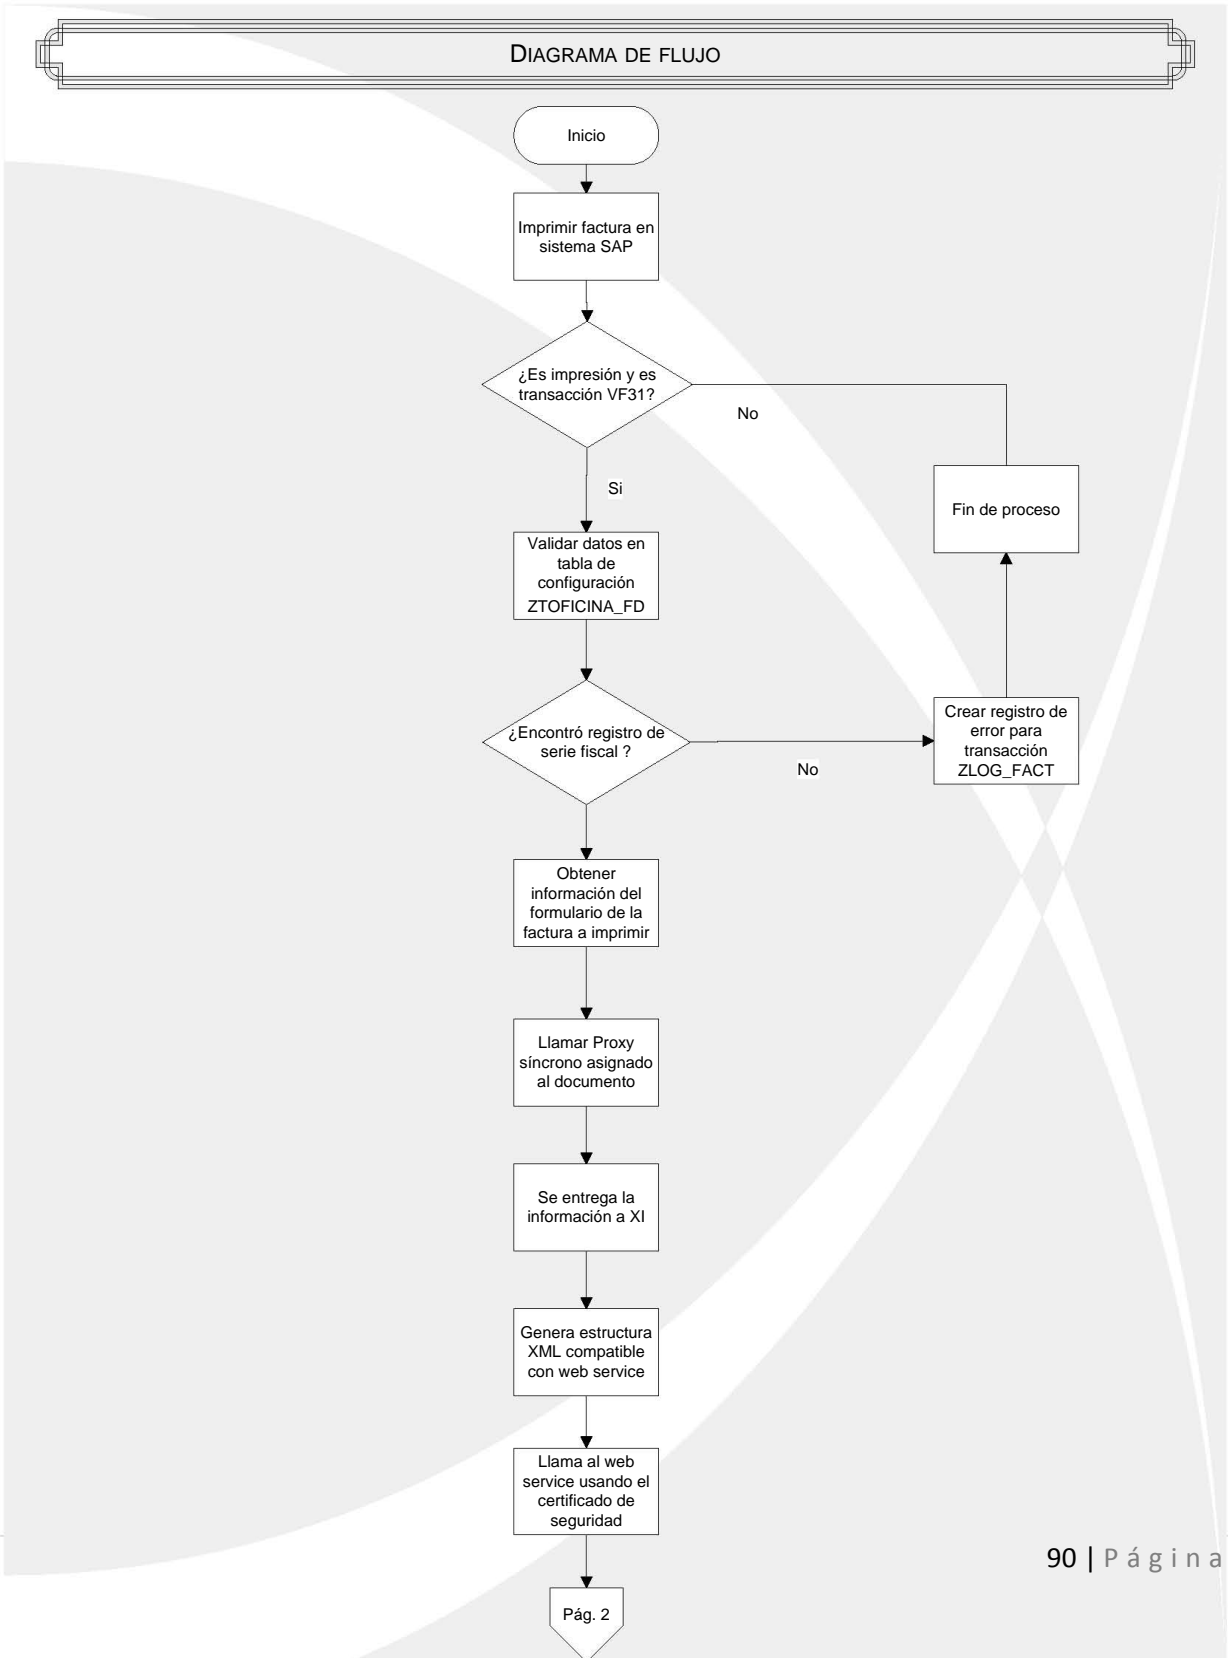 DIAGRAMA DE FLUJO
Inicio
Imprimir factura en
sistema SAP
¿Es impresión y es
transacción VF31?
No
Si
Fin de proceso
Validar datos en
tabla de
configuración
ZTOFICINA_FD
¿Encontró registro de
serie fiscal ?
No
Crear registro de
error para
transacción
ZLOG_FACT
Obtener
información del
formulario de la
factura a imprimir
Llamar Proxy
síncrono asignado
al documento
Se entrega la
información a XI
Genera estructura
XML compatible
con web service
Llama al web
service usando el
certificado de
seguridad
90 | Página
Pág. 2